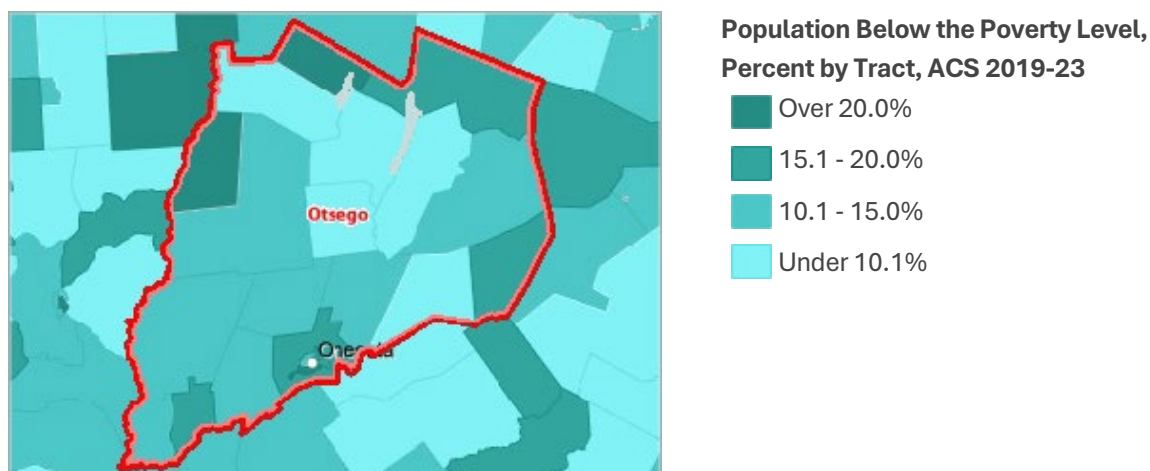 Population Below the Poverty Level,
Percent by Tract, ACS 2019-23
Over 20.0%
15.1 - 20.0%
10.1 - 15.0%
Under 10.1%
Otsego
Oneonta